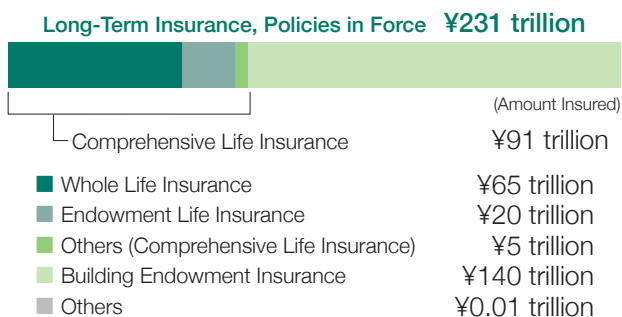 Long-Term Insurance, Policies in Force ¥231 trillion
(Amount Insured)
Comprehensive Life Insurance ¥91 trillion
Whole Life Insurance ¥65 trillion
Endowment Life Insurance ¥20 trillion
Others (Comprehensive Life Insurance) ¥5 trillion
Building Endowment Insurance ¥140 trillion
Others ¥0.01 trillion